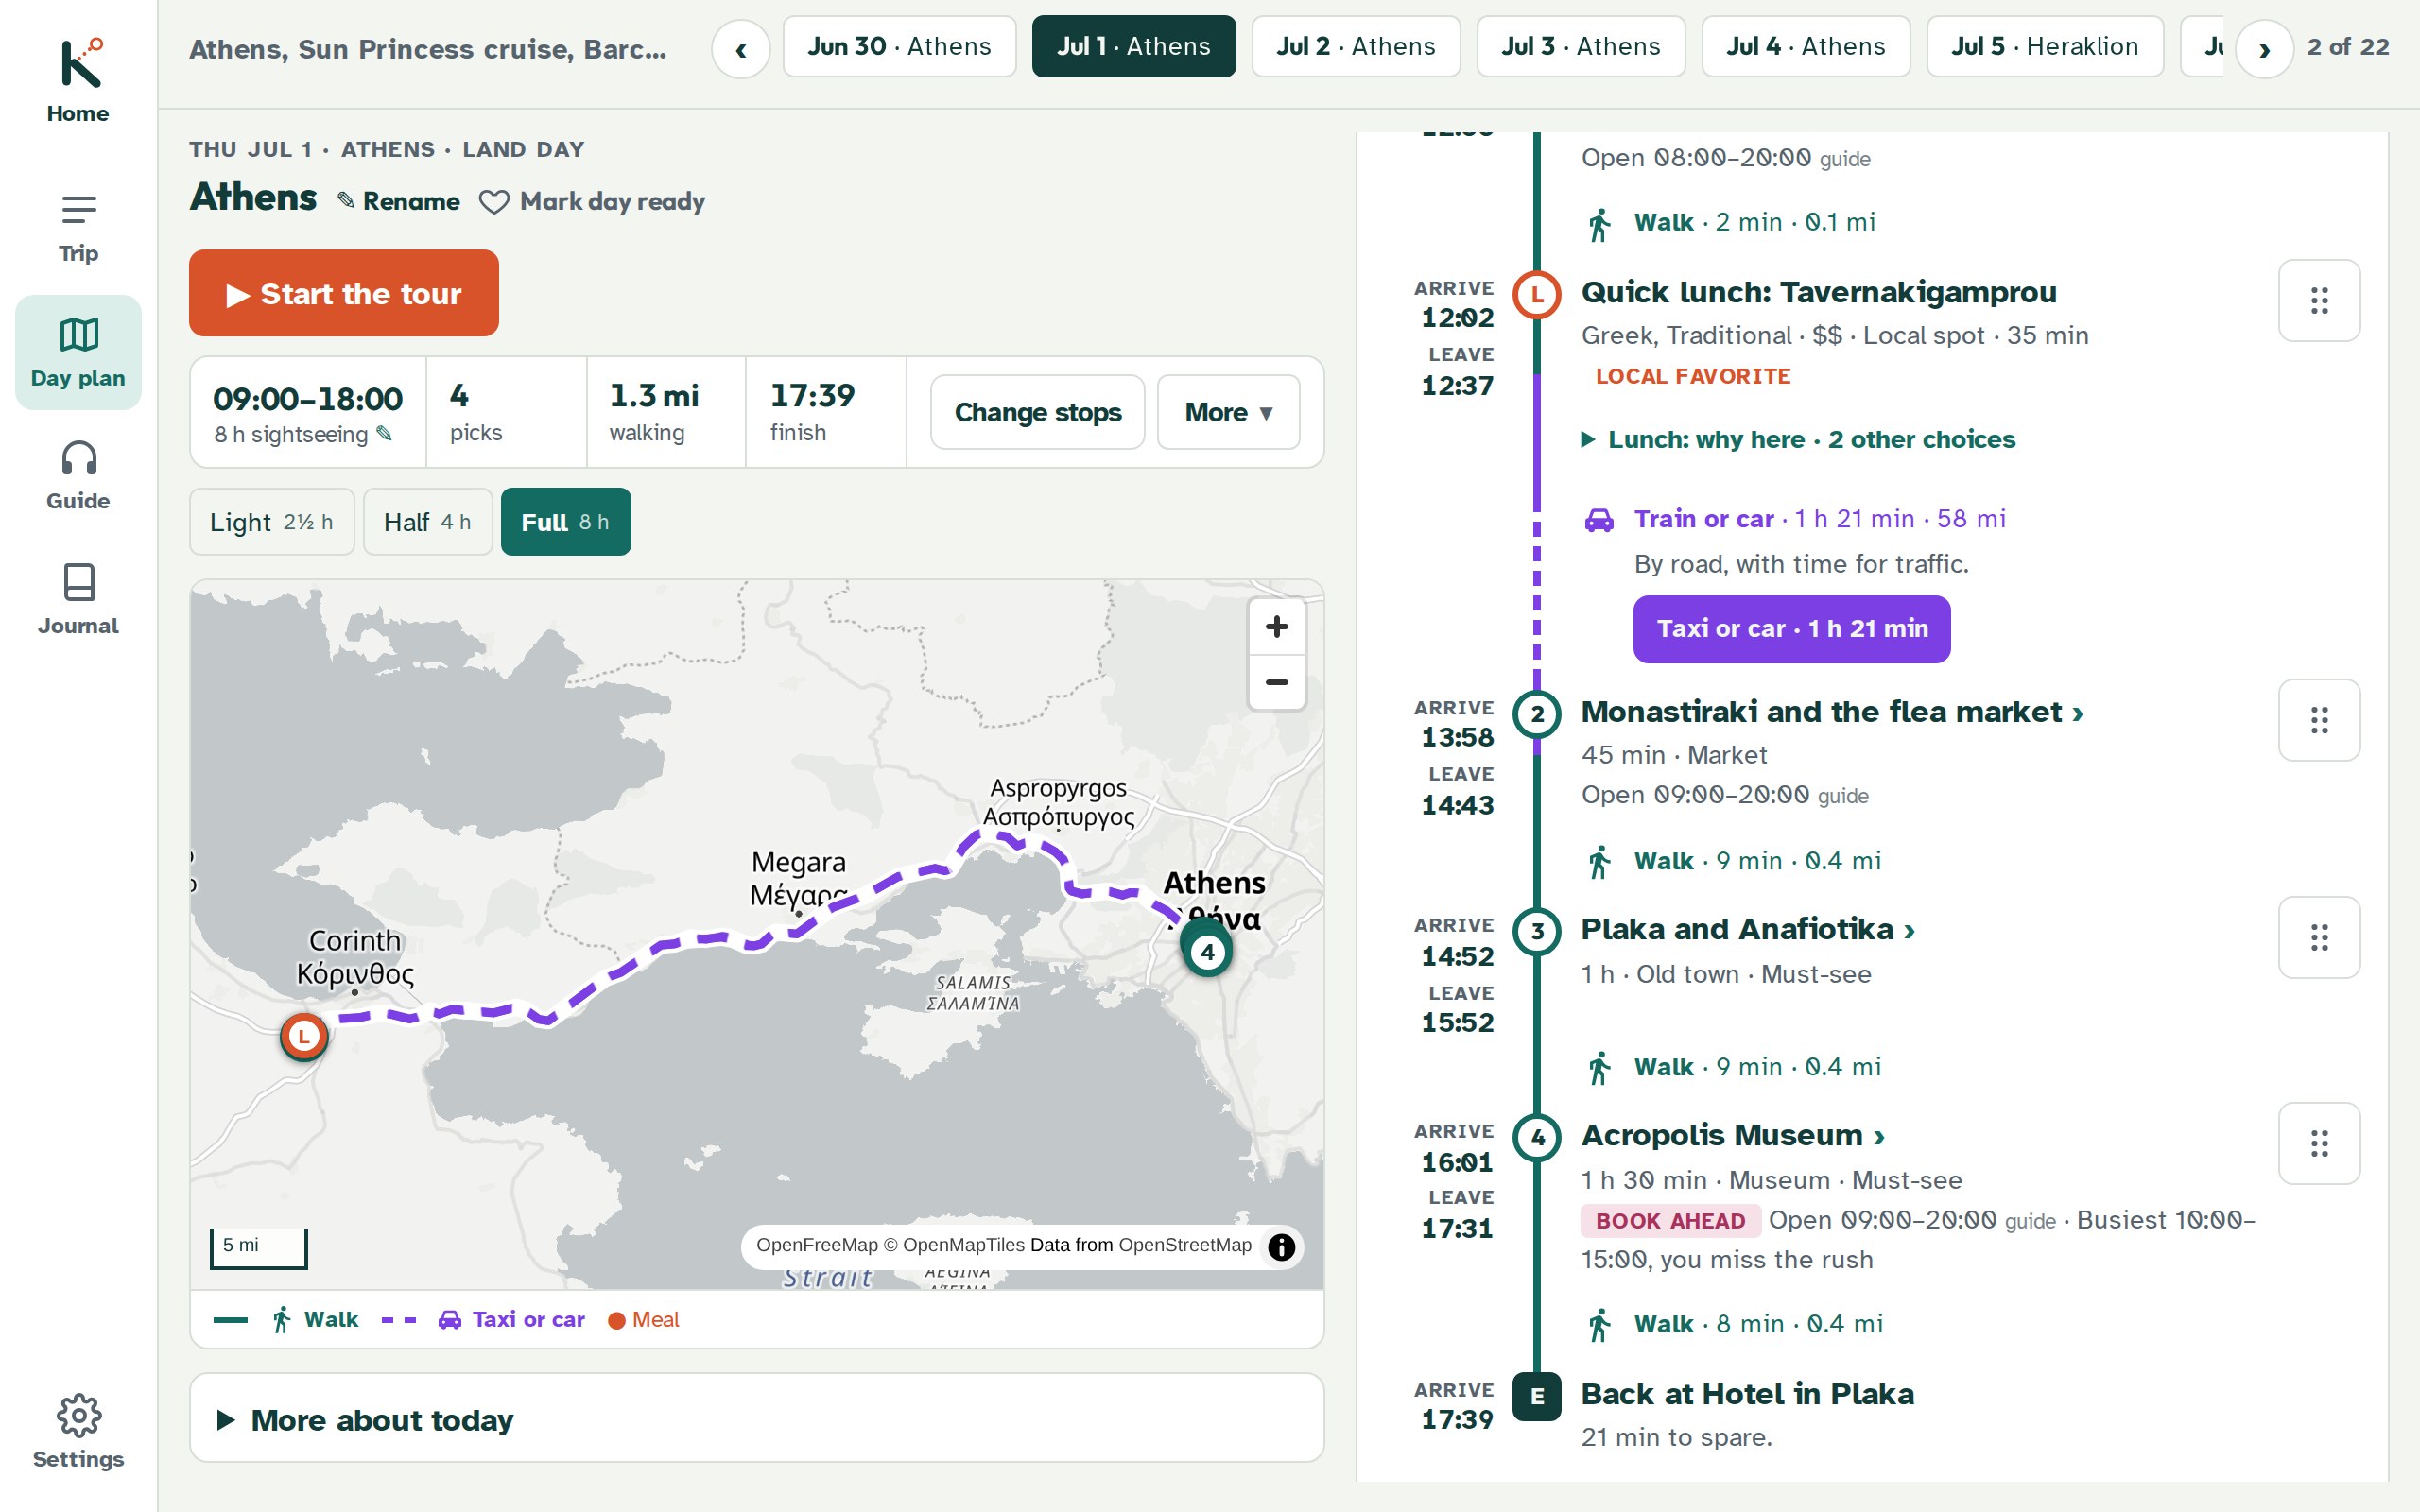 Home
Trip
Day plan
Guide
Journal
Settings
Athens, Sun Princess cruise, Barc...
‹
Jun 30 · Athens
Jul 1 · Athens
Jul 2 · Athens
Jul 3 · Athens
Jul 4 · Athens
Jul 5 · Heraklion
›
2 of 22
THU JUL 1 · ATHENS · LAND DAY
Athens ✎ Rename Mark day ready
▶ Start the tour
09:00–18:00
8 h sightseeing ✎
4
picks
1.3 mi
walking
17:39
finish
Change stops
More ▼
Light 2½ h
Half 4 h
Full 8 h
+
−
Aspropyrgos
Ασπρόπυργος
Megara
Μέγαρα
Athens
Αθήνα
4
Corinth
Κόρινθος
L
SALAMIS
ΣΑΛΑΜΊΝΑ
5 mi
OpenFreeMap © OpenMapTiles Data from OpenStreetMap
Strait
AEGINA
Walk
Taxi or car
Meal
▶ More about today
Open 08:00–20:00 guide
Walk · 2 min · 0.1 mi
ARRIVE
12:02
LEAVE
12:37
L
Quick lunch: Tavernakigamprou
Greek, Traditional · $$ · Local spot · 35 min
LOCAL FAVORITE
▶ Lunch: why here · 2 other choices
Train or car · 1 h 21 min · 58 mi
By road, with time for traffic.
Taxi or car · 1 h 21 min
ARRIVE
13:58
LEAVE
14:43
2
Monastiraki and the flea market ›
45 min · Market
Open 09:00–20:00 guide
Walk · 9 min · 0.4 mi
ARRIVE
14:52
LEAVE
15:52
3
Plaka and Anafiotika ›
1 h · Old town · Must-see
Walk · 9 min · 0.4 mi
ARRIVE
16:01
LEAVE
17:31
4
Acropolis Museum ›
1 h 30 min · Museum · Must-see
BOOK AHEAD Open 09:00–20:00 guide · Busiest 10:00–
15:00, you miss the rush
Walk · 8 min · 0.4 mi
ARRIVE
17:39
E
Back at Hotel in Plaka
21 min to spare.